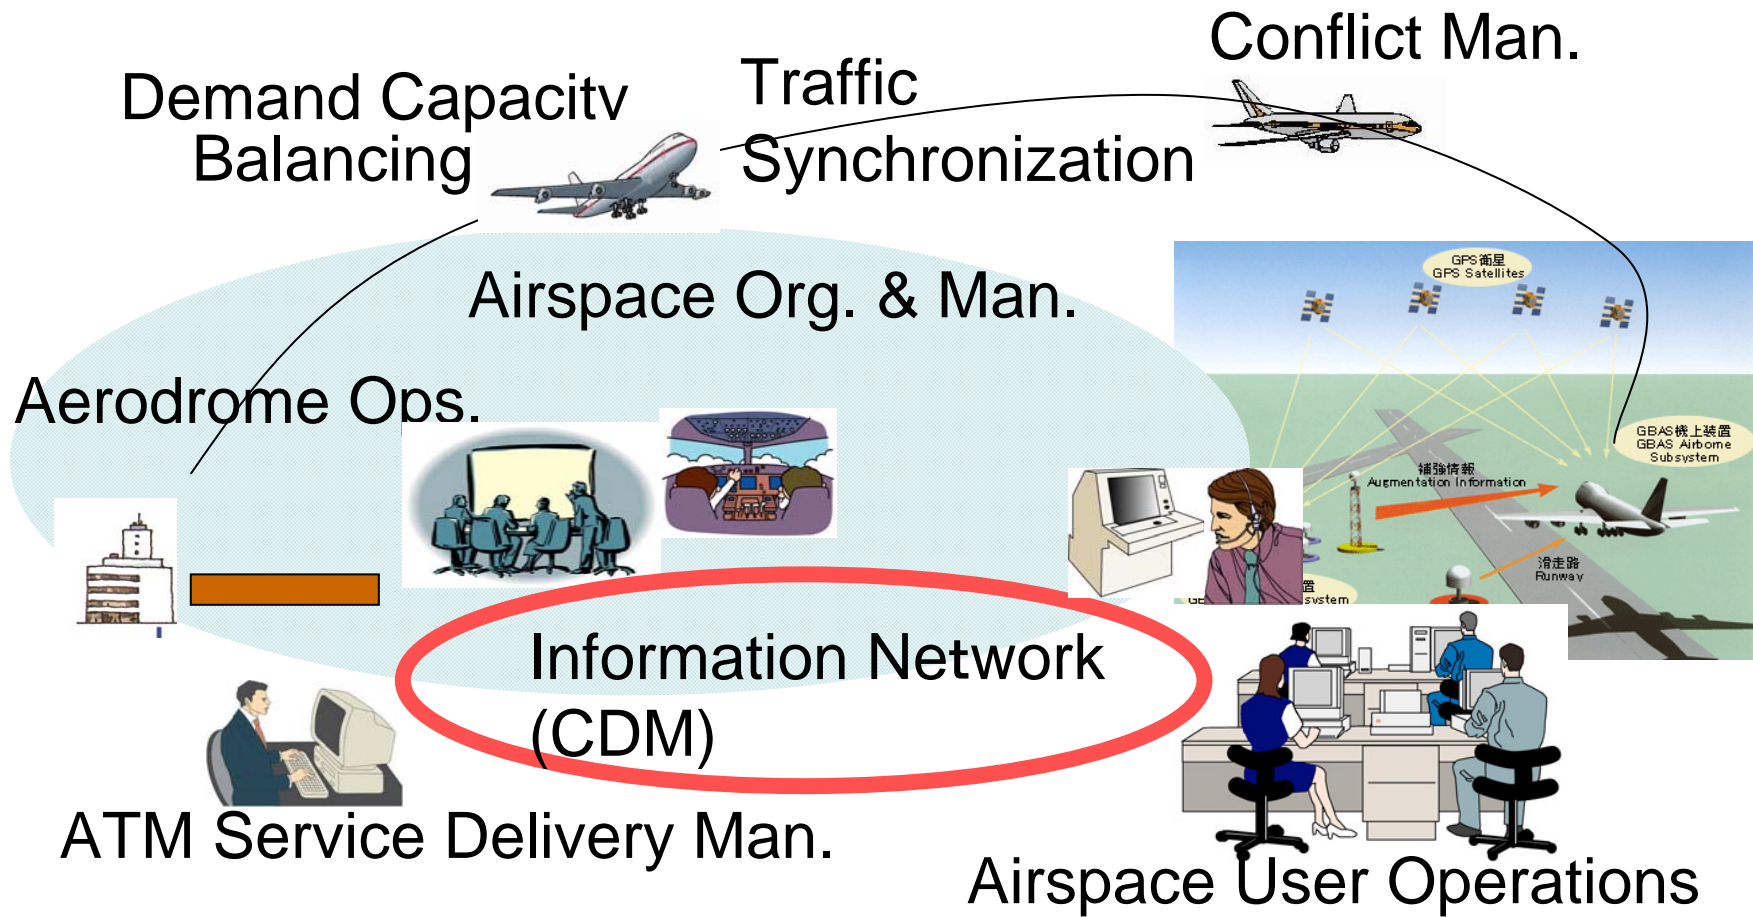 Conflict Man.
Demand Capacity
Balancing
Traffic
Synchronization
Airspace Org. & Man.
GPS衛星
GPS Satellites
Aerodrome Ops.
GBAS機上装置
GBAS Airborne
Subsystem
補強情報
Augmentation Information
滑走路
Runway
置
system
Information Network
(CDM)
ATM Service Delivery Man.
Airspace User Operations